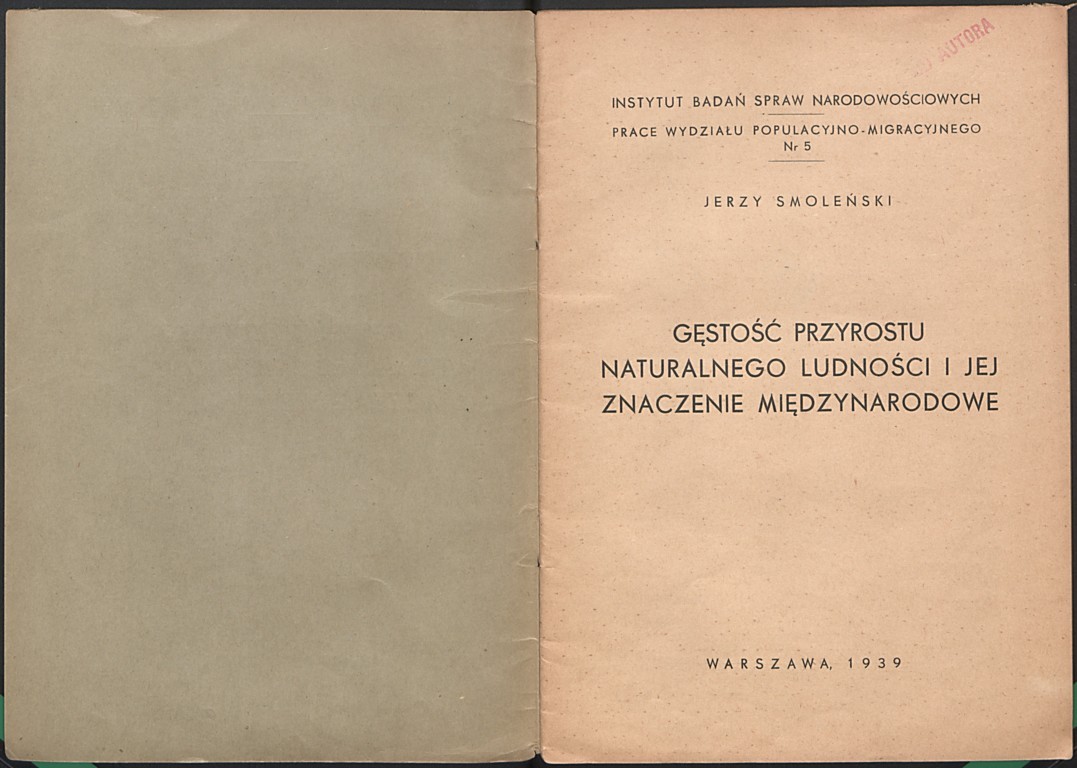 AUTORA
INSTYTUT BADAŃ SPRAW NARODOWOŚCIOWYCH
PRACE WYDZIAŁU POPULACYJNO-MIGRACYJNEGO
Nr 5
JERZY SMOLEŃSKI
GĘSTOŚĆ PRZYROSTU
NATURALNEGO LUDNOŚCI I JEJ
ZNACZENIE MIĘDZYNARODOWE
WARSZAWA, 1939